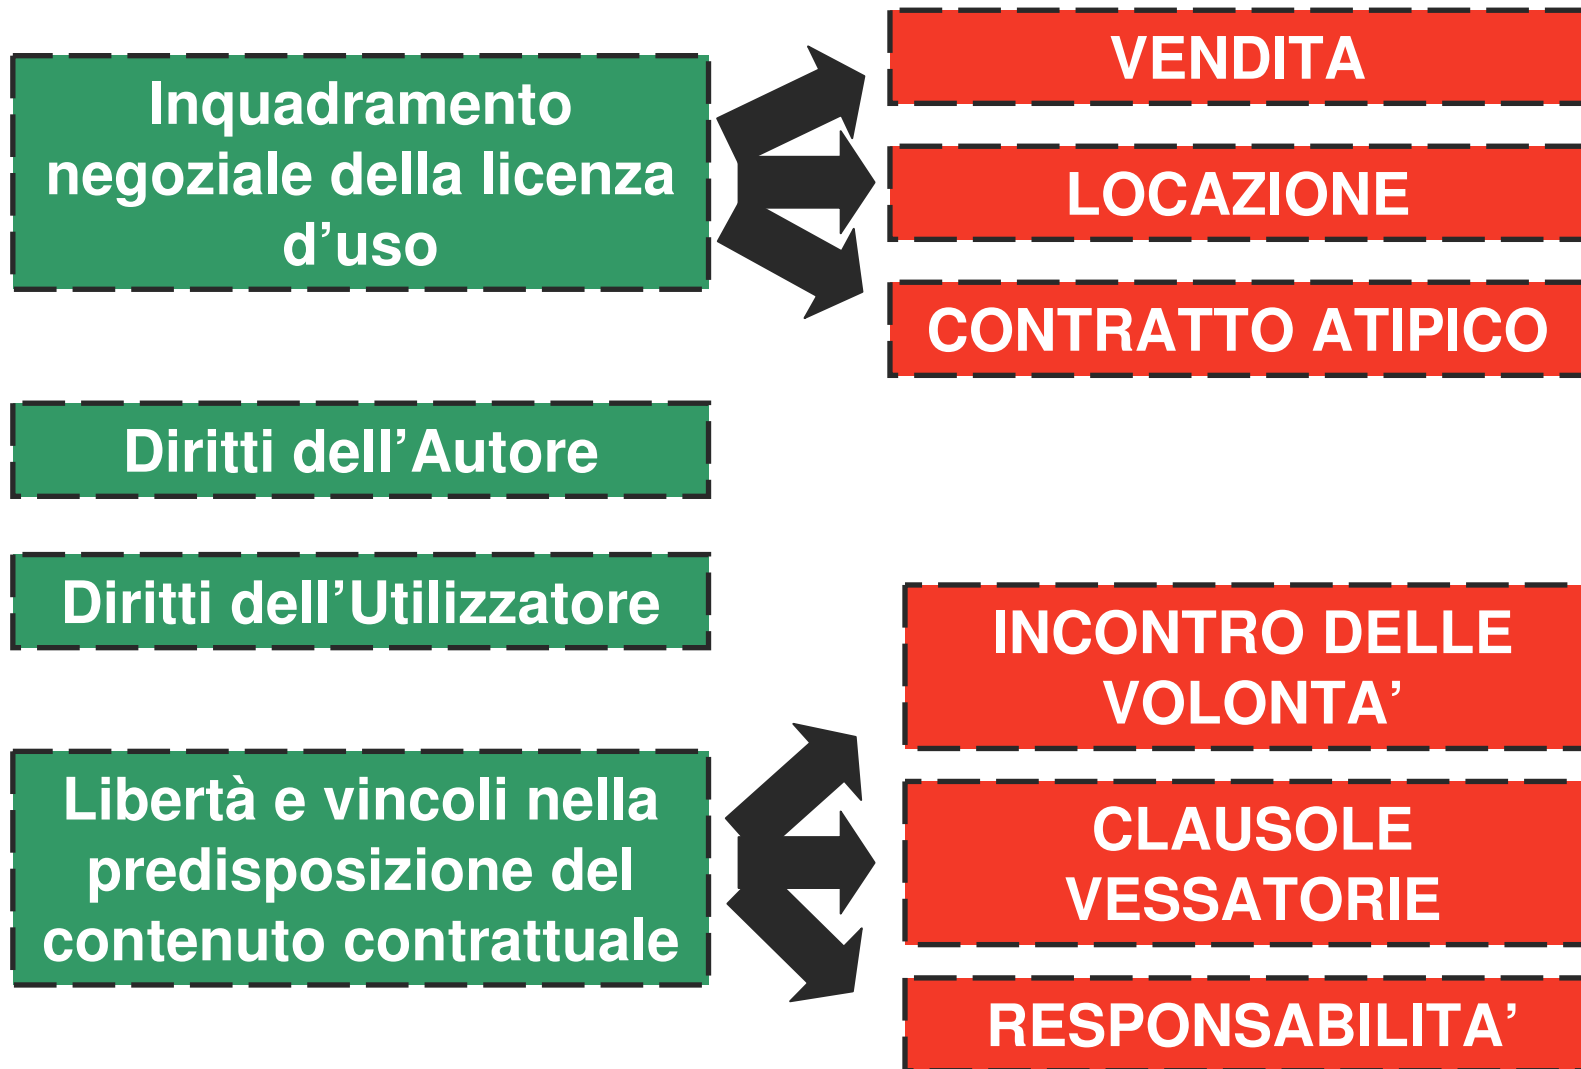 Inquadramento
negoziale della licenza
d’uso
VENDITA
LOCAZIONE
CONTRATTO ATIPICO
Diritti dell’Autore
Diritti dell’Utilizzatore
Libertà e vincoli nella
predisposizione del
contenuto contrattuale
INCONTRO DELLE
VOLONTA’
CLAUSOLE
VESSATORIE
RESPONSABILITA’